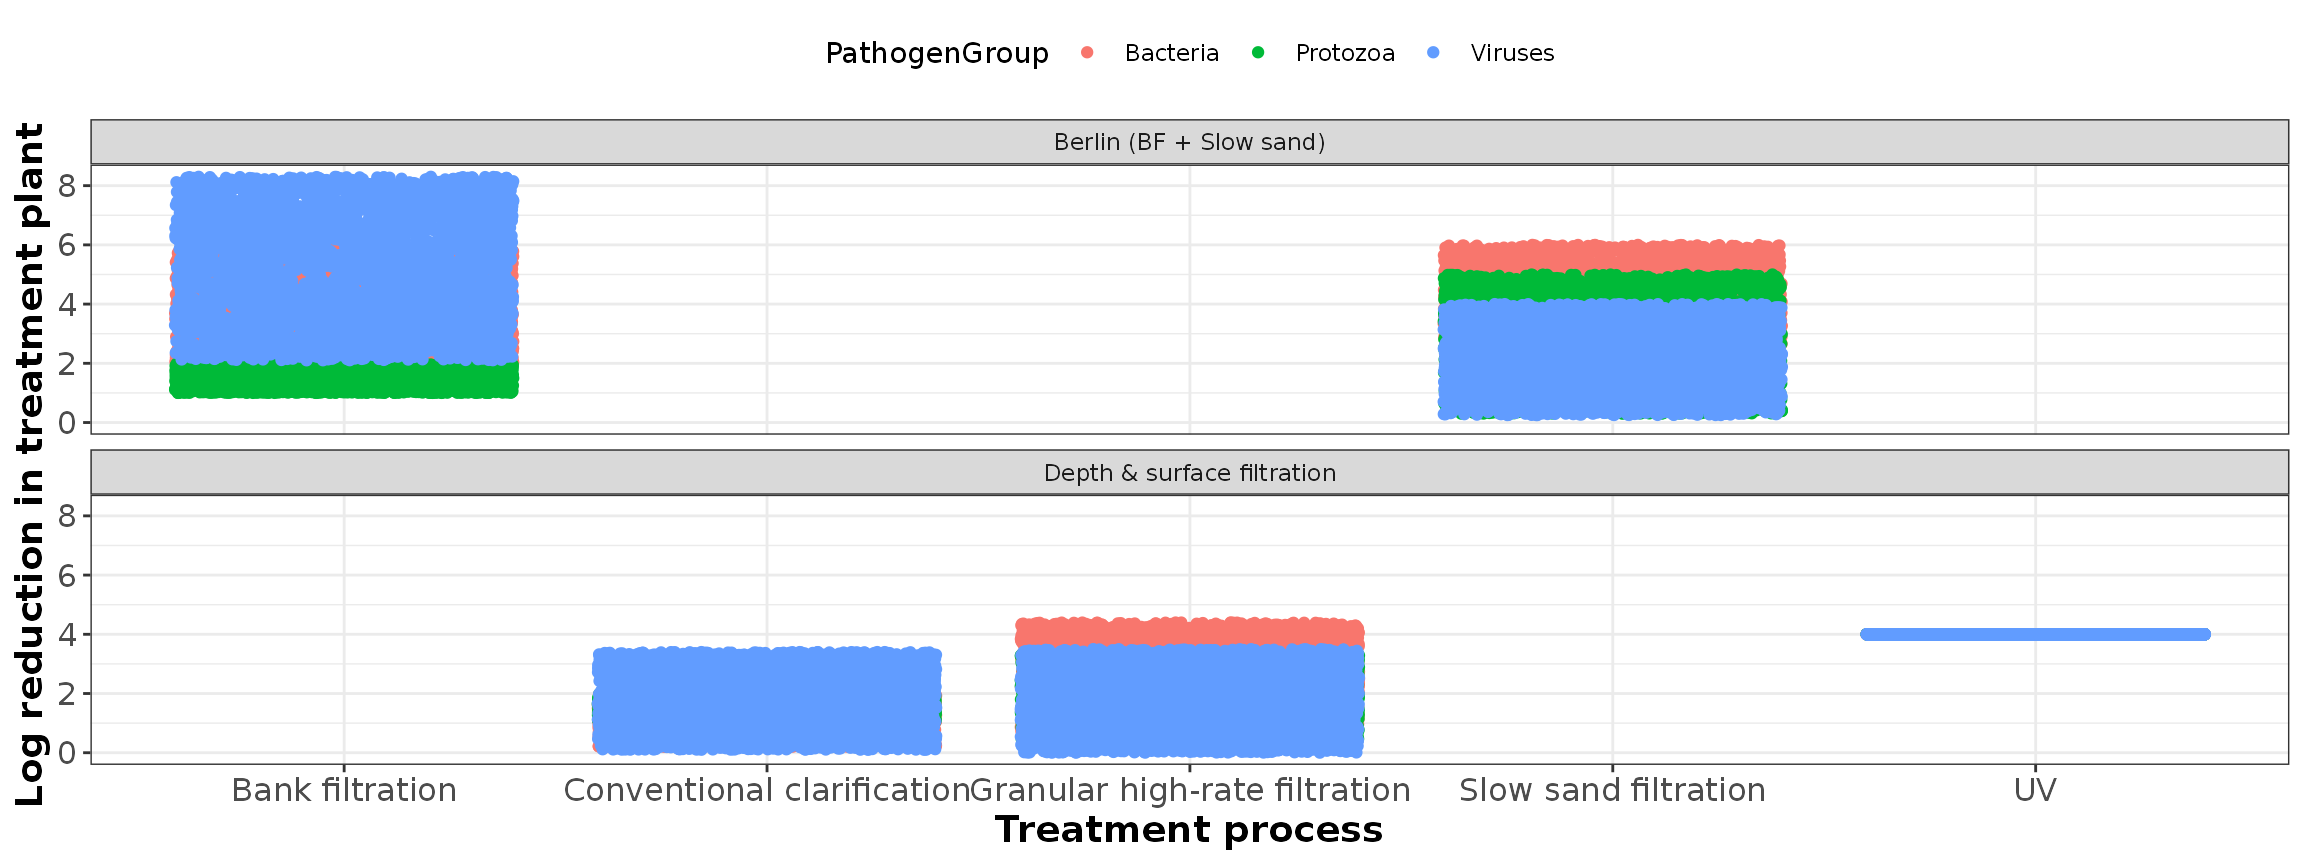 PathogenGroup Bacteria Protozoa Viruses
Log reduction in treatment plant
Berlin (BF + Slow sand)
8
6
4
2
0
Depth & surface filtration
8
6
4
2
0
Bank filtration Conventional clarification Granular high-rate filtration Slow sand filtration UV
Treatment process